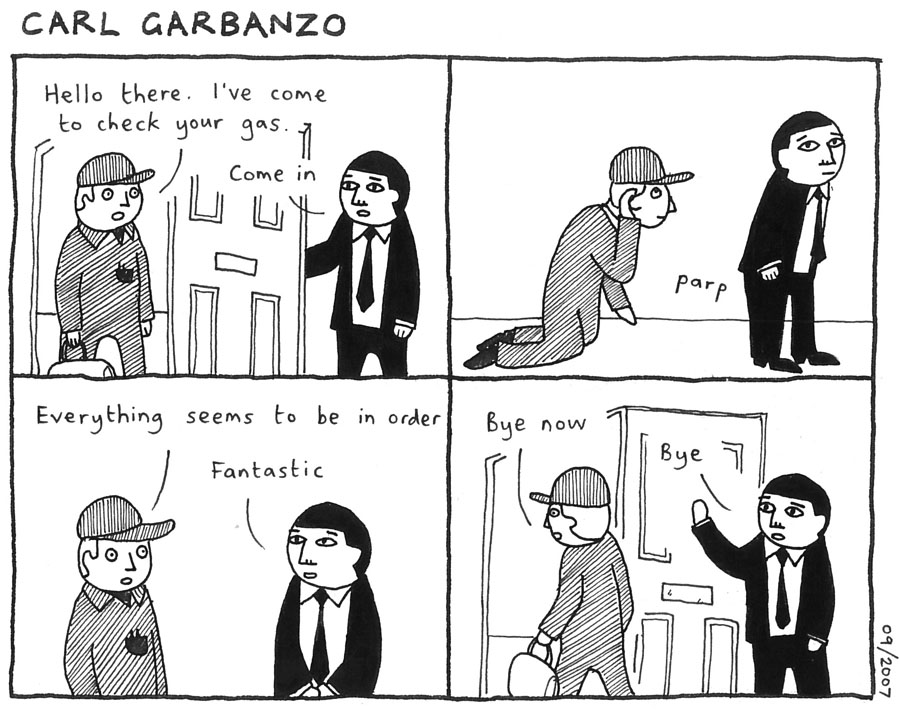 CARL GARBANZO
Hello there. I've come
to check your gas.
Come in
parp
Everything seems to be in order
Fantastic
Bye now
Bye
09/2007